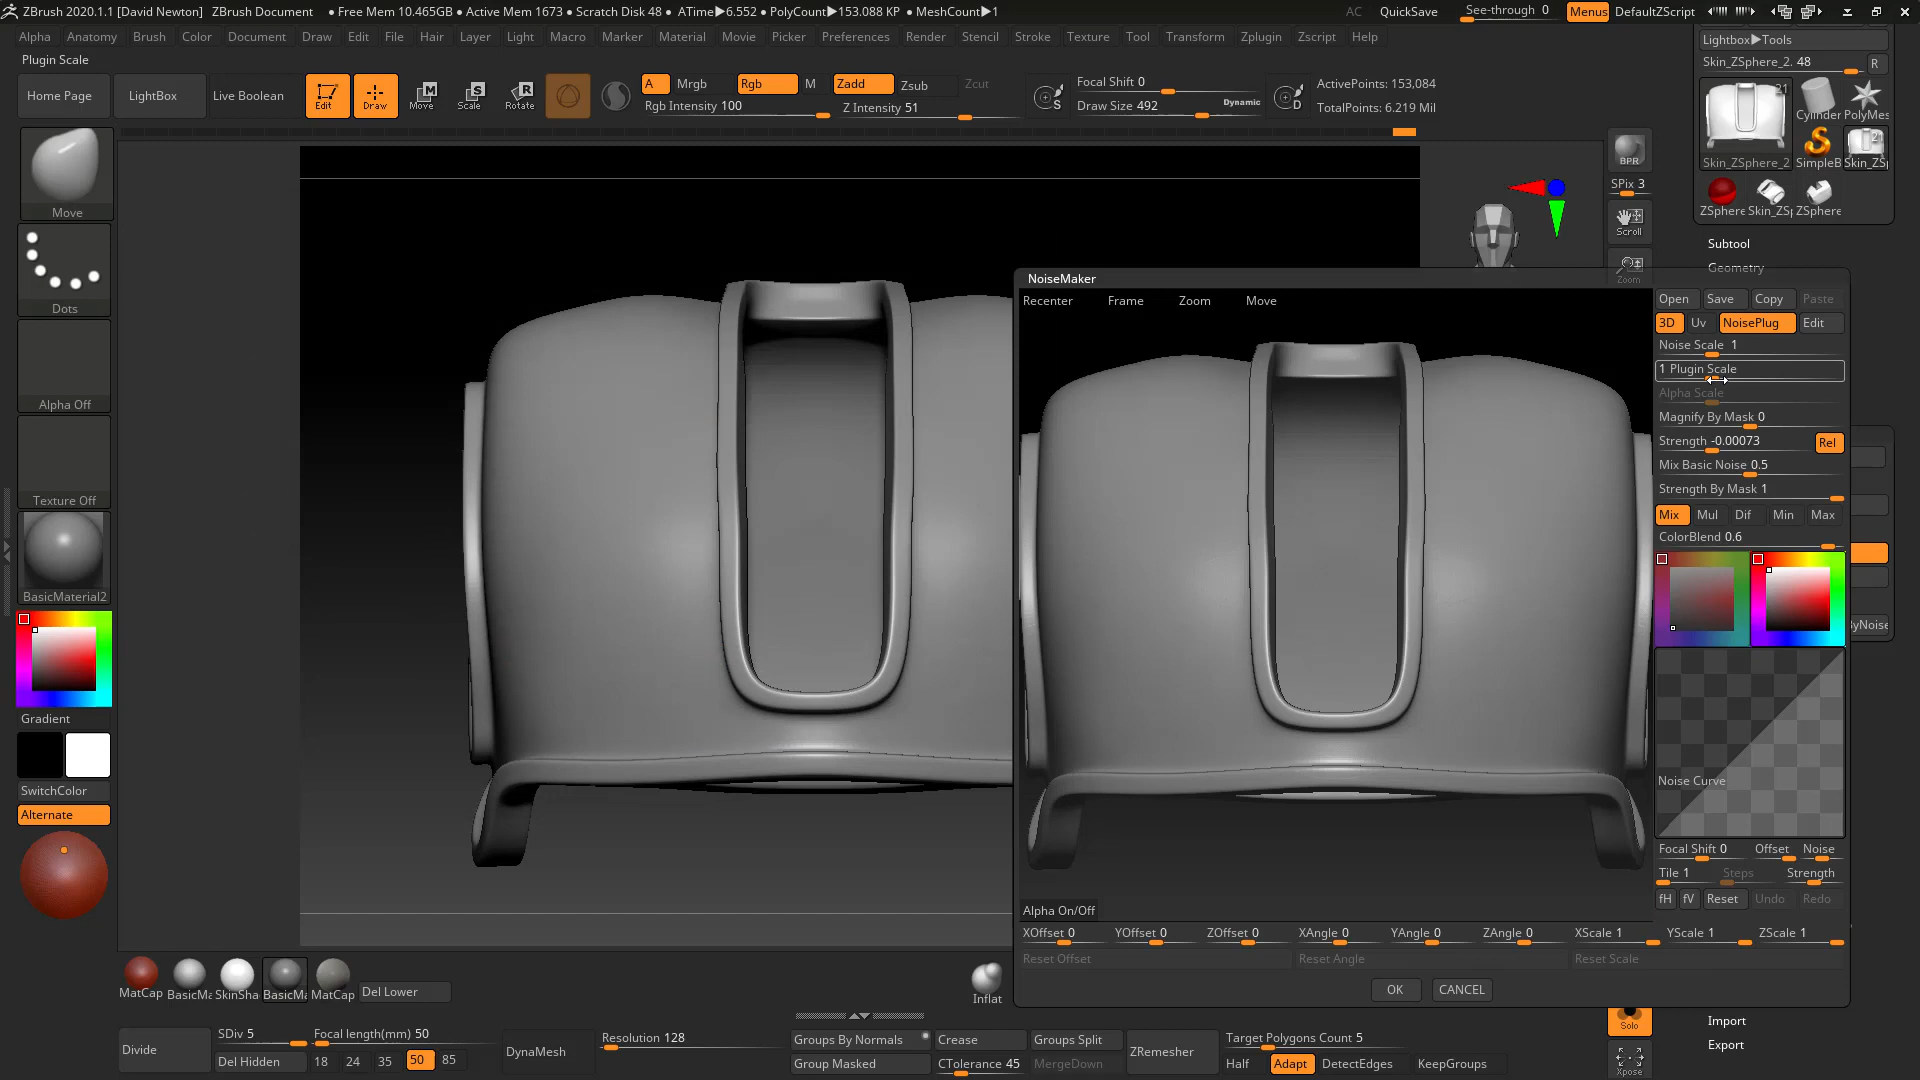 ZBrush 2020.1.1 [David Newton] ZBrush Document • Free Mem 10.465GB • Active Mem 1673 • Scratch Disk 48 • ATime▶6.552 • PolyCount▶153.088 KP • MeshCount▶1 AC QuickSave See-through 0 Menus DefaultZScript
Alpha Anatomy Brush Color Document Draw Edit File Hair Layer Light Macro Marker Material Movie Picker Preferences Render Stencil Stroke Texture Tool Transform Zplugin Zscript Help
Lightbox▶Tools
Plugin Scale
Skin_ZSphere_2. 48 R
Home Page LightBox Live Boolean Edit Draw Move Scale Rotate
A Mrgb Rgb M Zadd Zsub Zcut
Rgb Intensity 100 Z Intensity 51
S Focal Shift 0
Draw Size 492 Dynamic D
ActivePoints: 153,084
TotalPoints: 6.219 Mil
21
Cylinder PolyMes
Skin_ZSphere_2 SimpleB Skin_ZS
21
ZSphere Skin_ZS ZSphere
Move
Dots
Alpha Off
Texture Off
BasicMaterial2
Gradient
SwitchColor
Alternate
BPR
SPix 3
Scroll
Zoom
Subtool
Geometry
NoiseMaker
Recenter Frame Zoom Move
Open Save Copy Paste
3D Uv NoisePlug Edit
Noise Scale 1
1 Plugin Scale
Alpha Scale
Magnify By Mask 0
Strength -0.00073 Rel
Mix Basic Noise 0.5
Strength By Mask 1
Mix Mul Dif Min Max
ColorBlend 0.6
ByNoise
Noise Curve
Focal Shift 0 Offset Noise
Tile 1 Steps Strength
fH fV Reset Undo Redo
Alpha On/Off
XOffset 0 YOffset 0 ZOffset 0 XAngle 0 YAngle 0 ZAngle 0 XScale 1 YScale 1 ZScale 1
Reset Offset Reset Angle Reset Scale
OK CANCEL
MatCap BasicMa SkinSha BasicMa MatCap Del Lower Inflat
Solo
Import
Export
Xpose
Divide SDiv 5 Focal length(mm) 50
Del Hidden 18 24 35 50 85
DynaMesh Resolution 128
Groups By Normals Crease Groups Split
Group Masked CTolerance 45 MergeDown
ZRemesher Target Polygons Count 5
Half Adapt DetectEdges KeepGroups